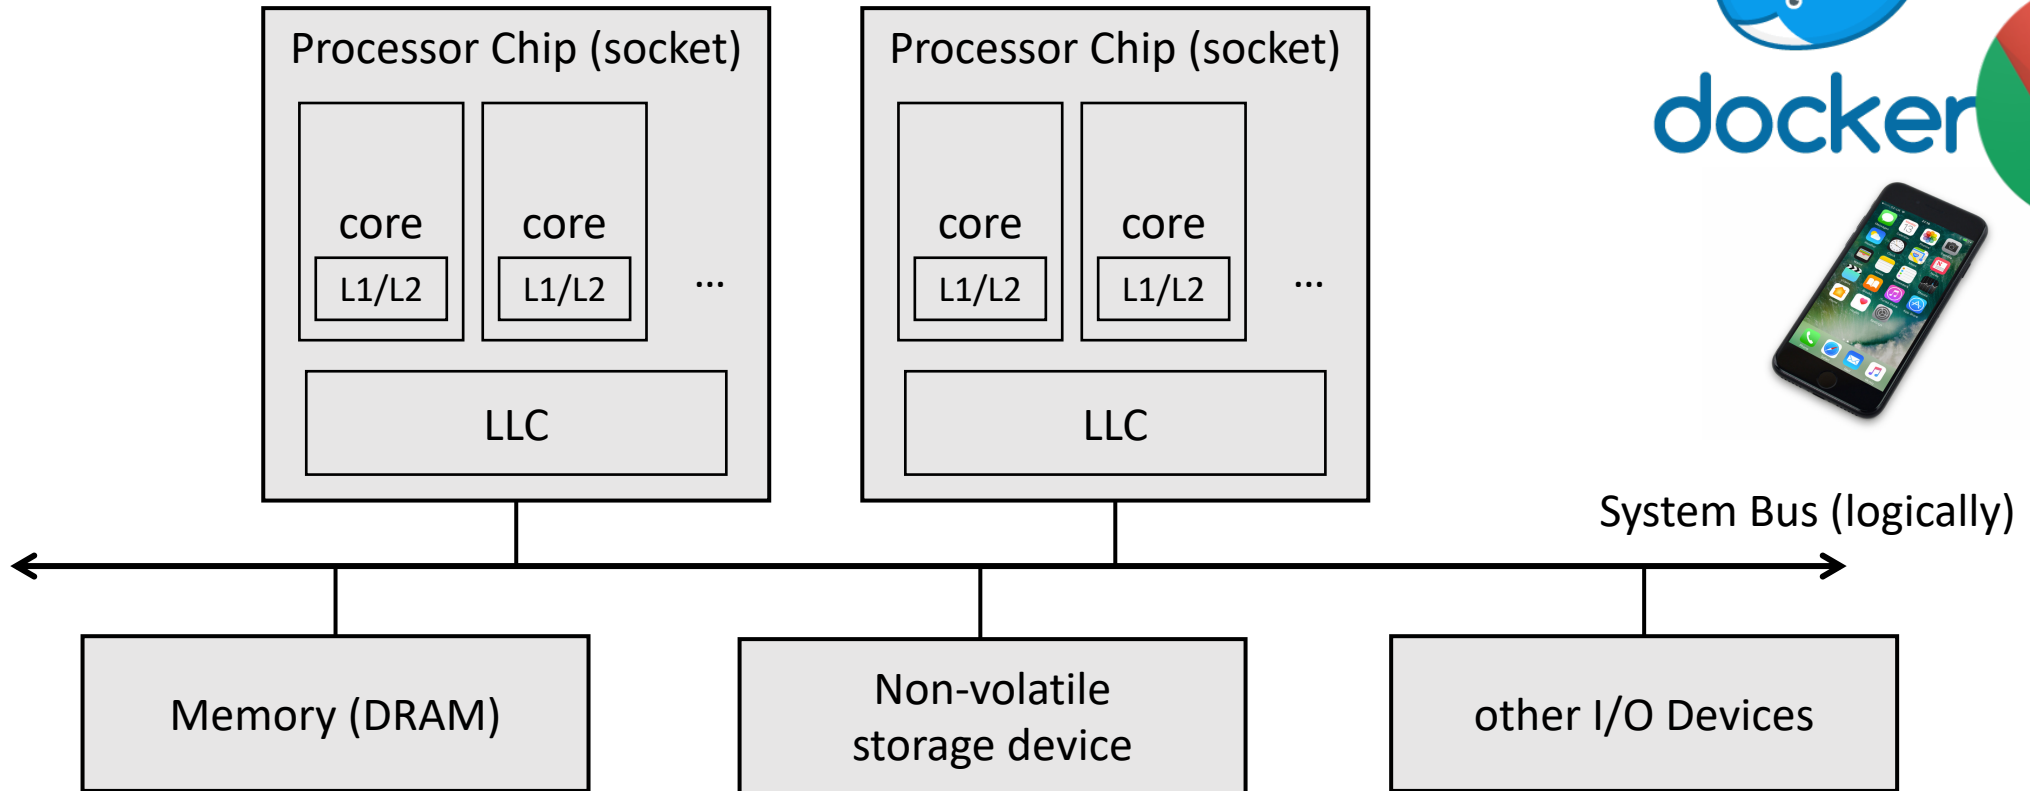 Processor Chip (socket)
core
L1/L2
core
L1/L2
...
LLC
Processor Chip (socket)
core
L1/L2
core
L1/L2
...
LLC
docker
System Bus (logically)
Memory (DRAM)
Non-volatile
storage device
other I/O Devices